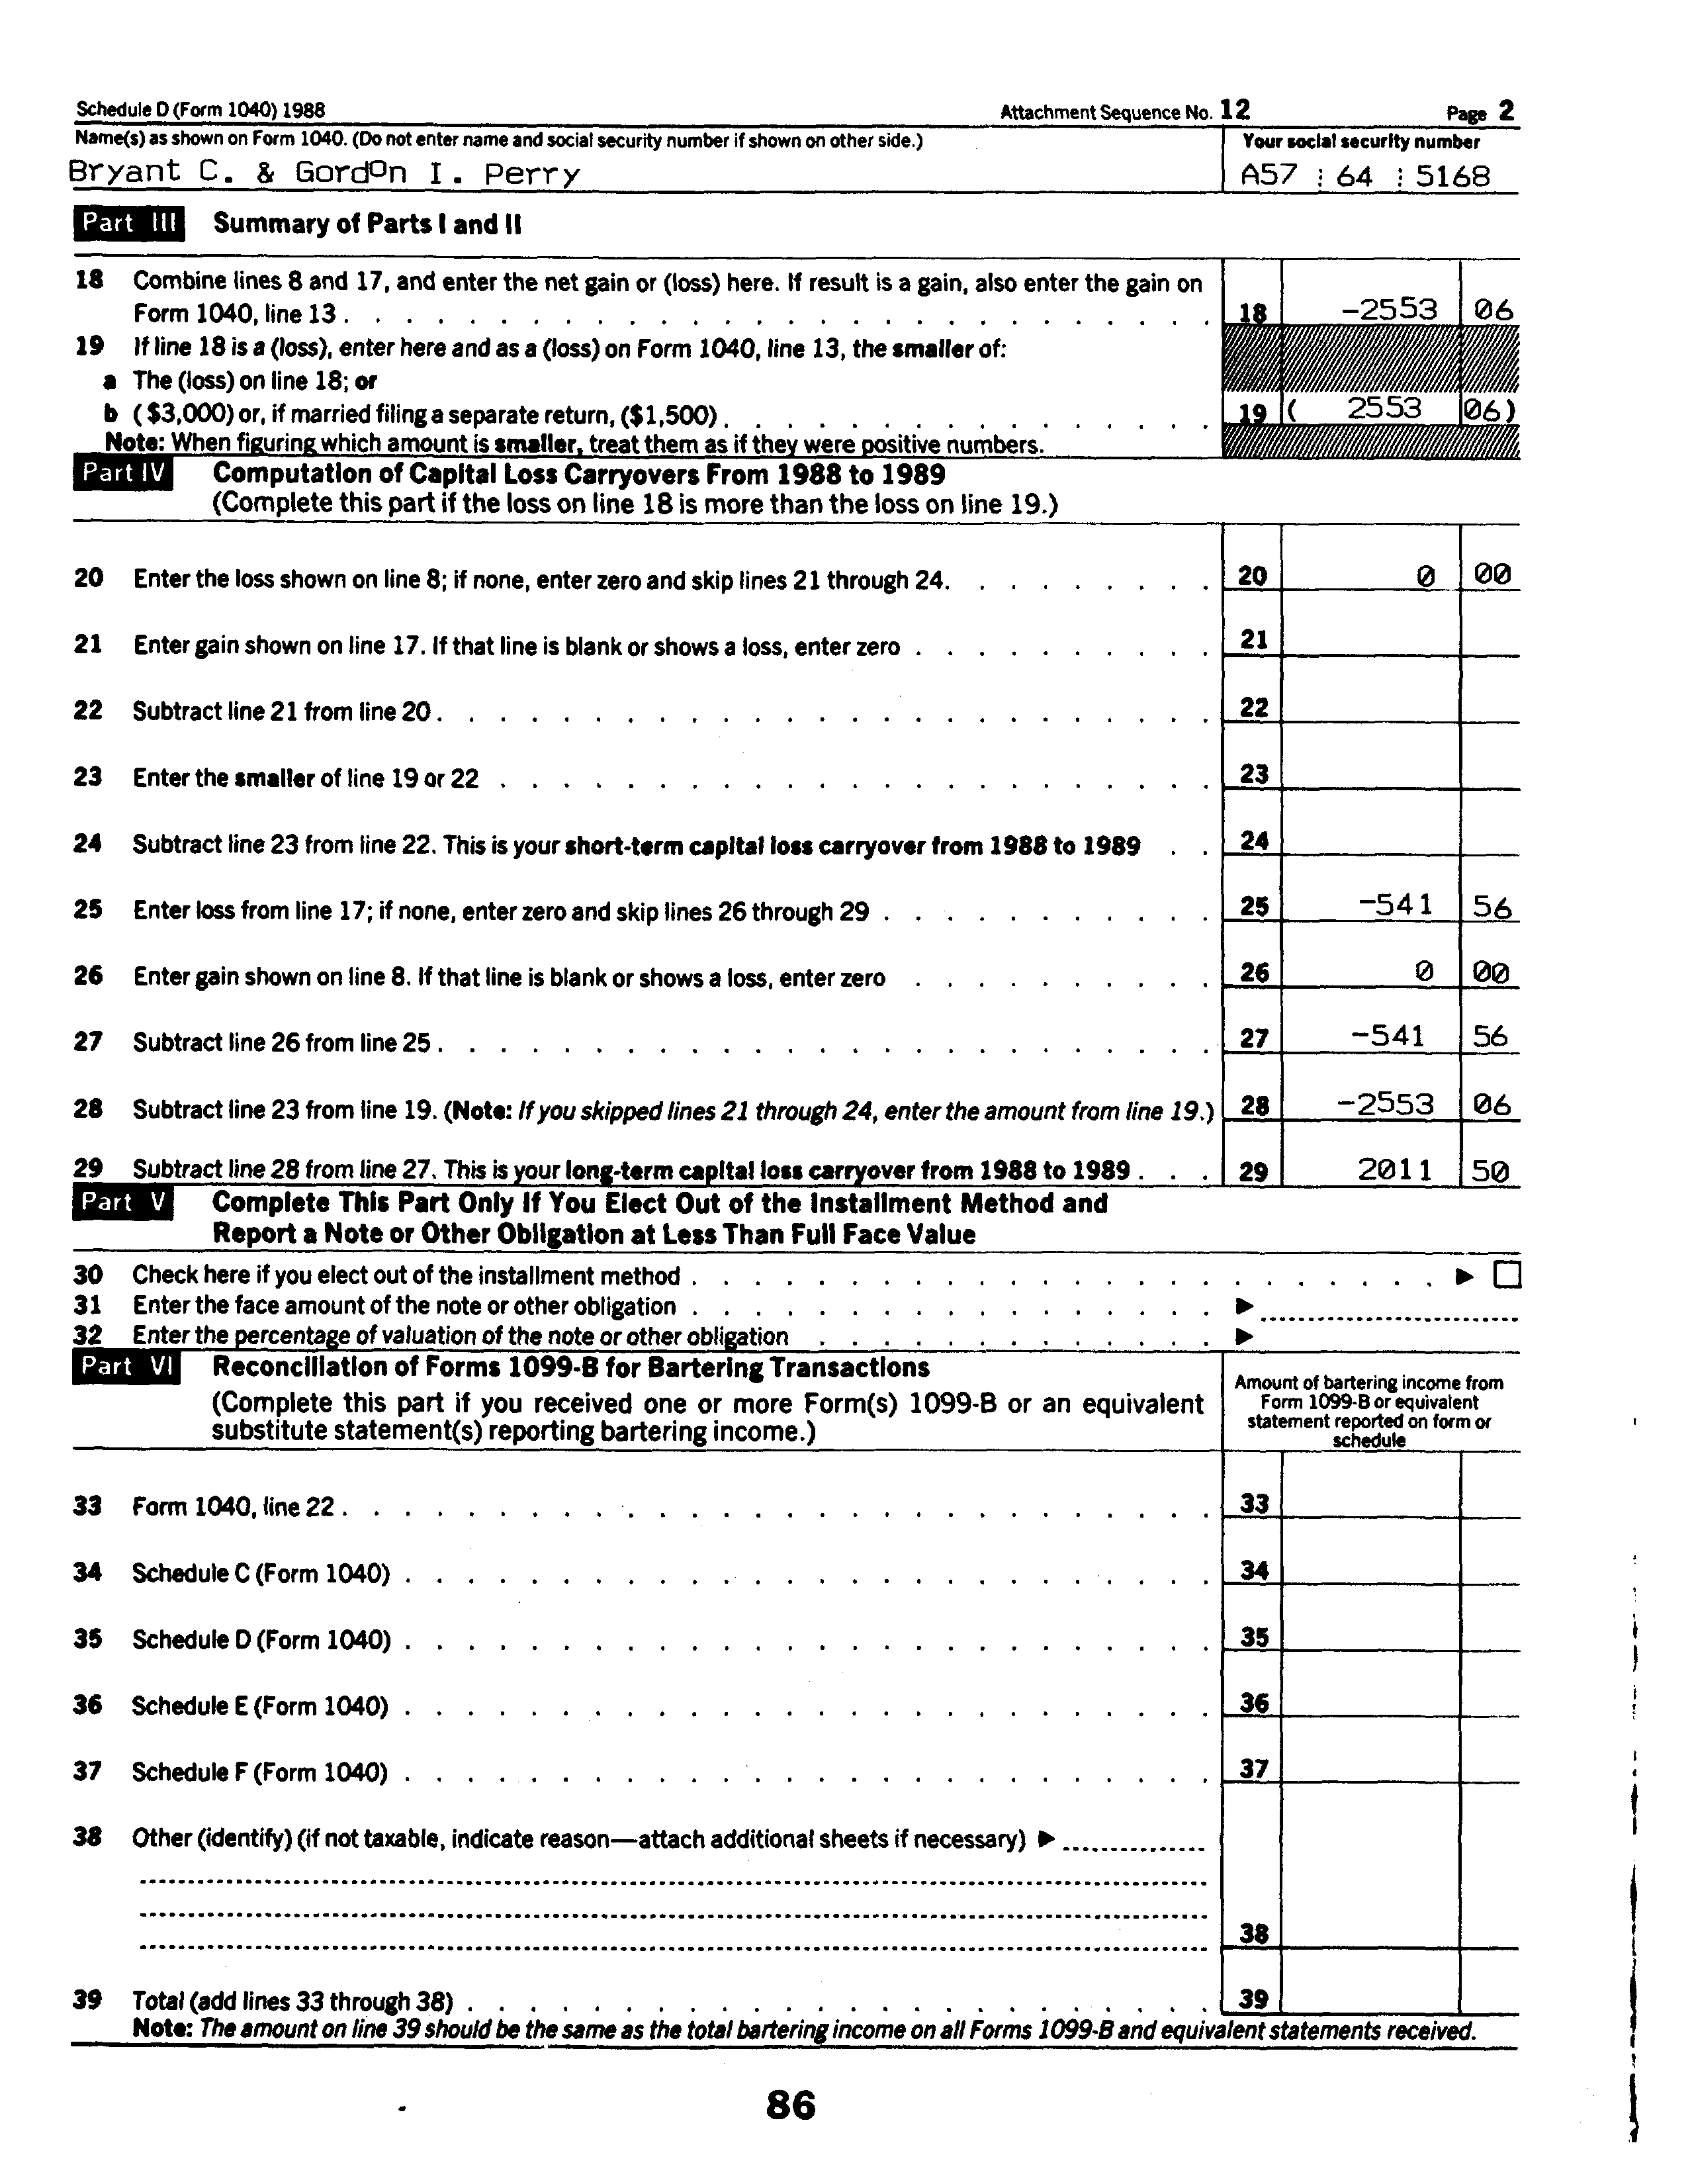 Schedule D (Form 1040) 1988 Attachment Sequence No. 12 Page 2
Name(s) as shown on Form 1040. (Do not enter name and social security number if shown on other side.) Your social security number
Bryant C. & Gordon I. Perry A57 : 64 : 5168
Part III Summary of Parts I and II
18 Combine lines 8 and 17, and enter the net gain or (loss) here. If result is a gain, also enter the gain on
Form 1040, line 13 . . . . . . . . . . . . . . . . . . . . . . . . . . . . 18 -2553 06
19 If line 18 is a (loss), enter here and as a (loss) on Form 1040, line 13, the smaller of:
a The (loss) on line 18; or
b ($3,000) or, if married filing a separate return, ($1,500) . . . . . . . . . . . . . . . . 19 ( 2553 06)
Note: When figuring which amount is smaller, treat them as if they were positive numbers.
Part IV Computation of Capital Loss Carryovers From 1988 to 1989
(Complete this part if the loss on line 18 is more than the loss on line 19.)
20 Enter the loss shown on line 8; if none, enter zero and skip lines 21 through 24. . . . . . . . . 20 0 00
21 Enter gain shown on line 17. If that line is blank or shows a loss, enter zero . . . . . . . . . . 21
22 Subtract line 21 from line 20 . . . . . . . . . . . . . . . . . . . . . . . . . 22
23 Enter the smaller of line 19 or 22 . . . . . . . . . . . . . . . . . . . . . . . 23
24 Subtract line 23 from line 22. This is your short-term capital loss carryover from 1988 to 1989 . . 24
25 Enter loss from line 17; if none, enter zero and skip lines 26 through 29 . . . . . . . . . . . 25 -541 56
26 Enter gain shown on line 8. If that line is blank or shows a loss, enter zero . . . . . . . . . . 26 0 00
27 Subtract line 26 from line 25 . . . . . . . . . . . . . . . . . . . . . . . . . 27 -541 56
28 Subtract line 23 from line 19. (Note: If you skipped lines 21 through 24, enter the amount from line 19.) 28 -2553 06
29 Subtract line 28 from line 27. This is your long-term capital loss carryover from 1988 to 1989 . . . 29 2011 50
Part V Complete This Part Only If You Elect Out of the Installment Method and
Report a Note or Other Obligation at Less Than Full Face Value
30 Check here if you elect out of the installment method . . . . . . . . . . . . . . . . . . . . . . . . ▶ □
31 Enter the face amount of the note or other obligation . . . . . . . . . . . . . . . . . ▶
32 Enter the percentage of valuation of the note or other obligation . . . . . . . . . . . . . ▶
Part VI Reconciliation of Forms 1099-B for Bartering Transactions
(Complete this part if you received one or more Form(s) 1099-B or an equivalent
substitute statement(s) reporting bartering income.)
Amount of bartering income from
Form 1099-B or equivalent
statement reported on form or
schedule
33 Form 1040, line 22 . . . . . . . . . . . . . . . . . . . . . . . . . . . . 33
34 Schedule C (Form 1040) . . . . . . . . . . . . . . . . . . . . . . . . . . 34
35 Schedule D (Form 1040) . . . . . . . . . . . . . . . . . . . . . . . . . . 35
36 Schedule E (Form 1040) . . . . . . . . . . . . . . . . . . . . . . . . . . 36
37 Schedule F (Form 1040) . . . . . . . . . . . . . . . . . . . . . . . . . . 37
38 Other (identify) (if not taxable, indicate reason—attach additional sheets if necessary) ▶
38
39 Total (add lines 33 through 38) . . . . . . . . . . . . . . . . . . . . . . . . 39
Note: The amount on line 39 should be the same as the total bartering income on all Forms 1099-B and equivalent statements received.
86